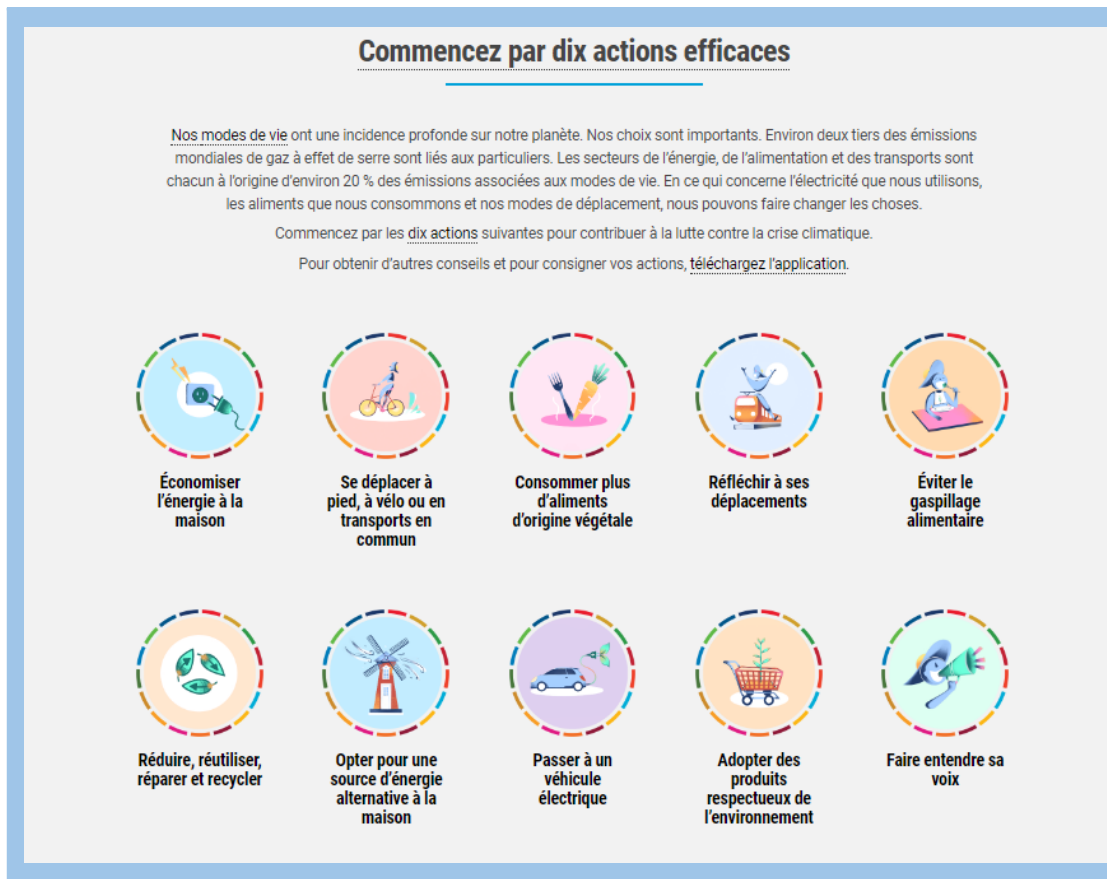 Commencez par dix actions efficaces
Nos modes de vie ont une incidence profonde sur notre planète. Nos choix sont importants. Environ deux tiers des émissions
mondiales de gaz à effet de serre sont liés aux particuliers. Les secteurs de l’énergie, de l’alimentation et des transports sont
chacun à l’origine d’environ 20 % des émissions associées aux modes de vie. En ce qui concerne l’électricité que nous utilisons,
les aliments que nous consommons et nos modes de déplacement, nous pouvons faire changer les choses.
Commencez par les dix actions suivantes pour contribuer à la lutte contre la crise climatique.
Pour obtenir d’autres conseils et pour consigner vos actions, téléchargez l’application.
Économiser
l’énergie à la
maison
Se déplacer à
pied, à vélo ou en
transports en
commun
Consommer plus
d’aliments
d’origine végétale
Réfléchir à ses
déplacements
Éviter le
gaspillage
alimentaire
Réduire, réutiliser,
réparer et recycler
Opter pour une
source d’énergie
alternative à la
maison
Passer à un
véhicule
électrique
Adopter des
produits
respectueux de
l’environnement
Faire entendre sa
voix